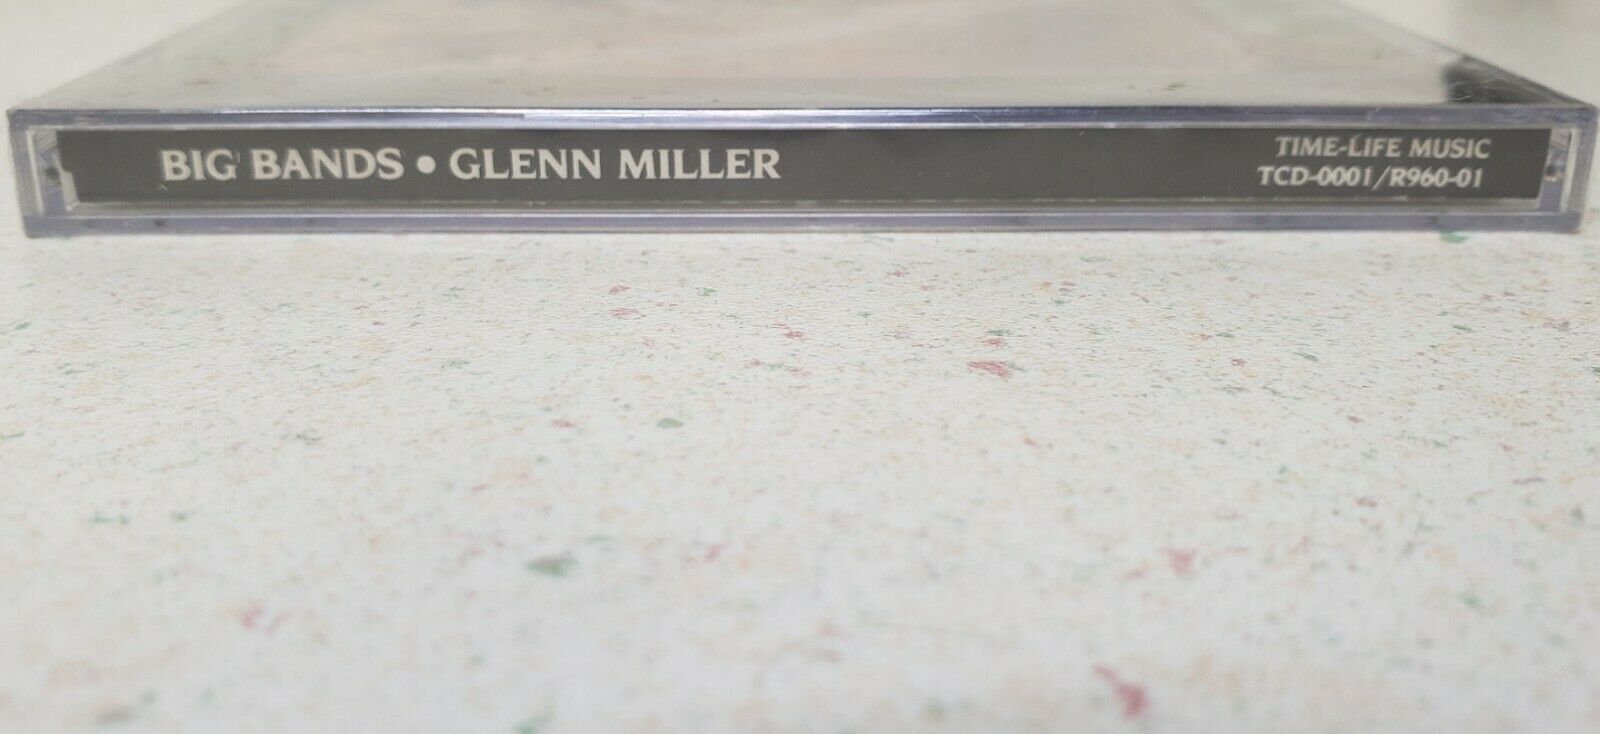 BIG BANDS • GLENN MILLER
TIME-LIFE MUSIC
TCD-0001/R960-01